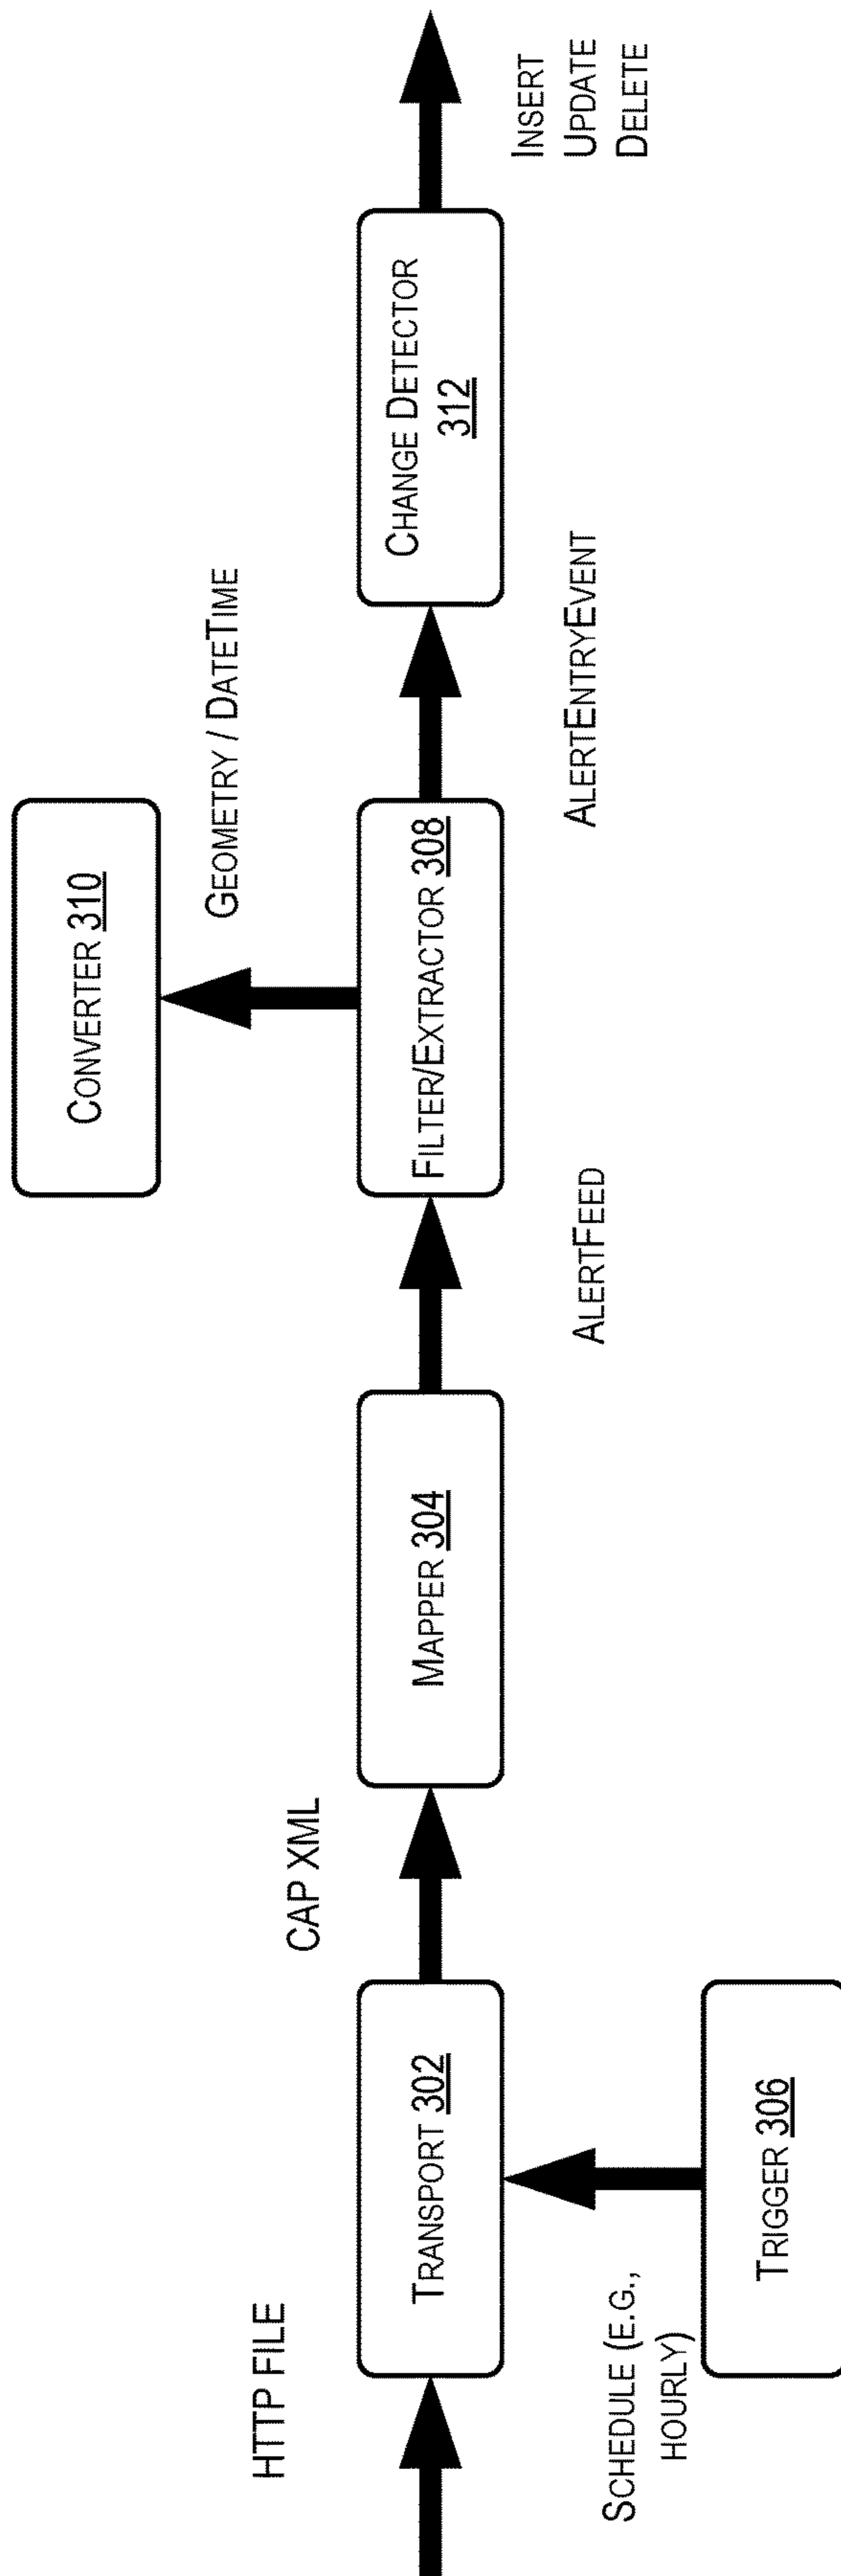 HTTP FILE
TRANSPORT 302
SCHEDULE (E.G.,
HOURLY)
TRIGGER 306
CAP XML
MAPPER 304
ALERTFEED
FILTER/EXTRACTOR 308
CONVERTER 310
GEOMETRY / DATETIME
ALERTENTRYEVENT
CHANGE DETECTOR
312
INSERT
UPDATE
DELETE